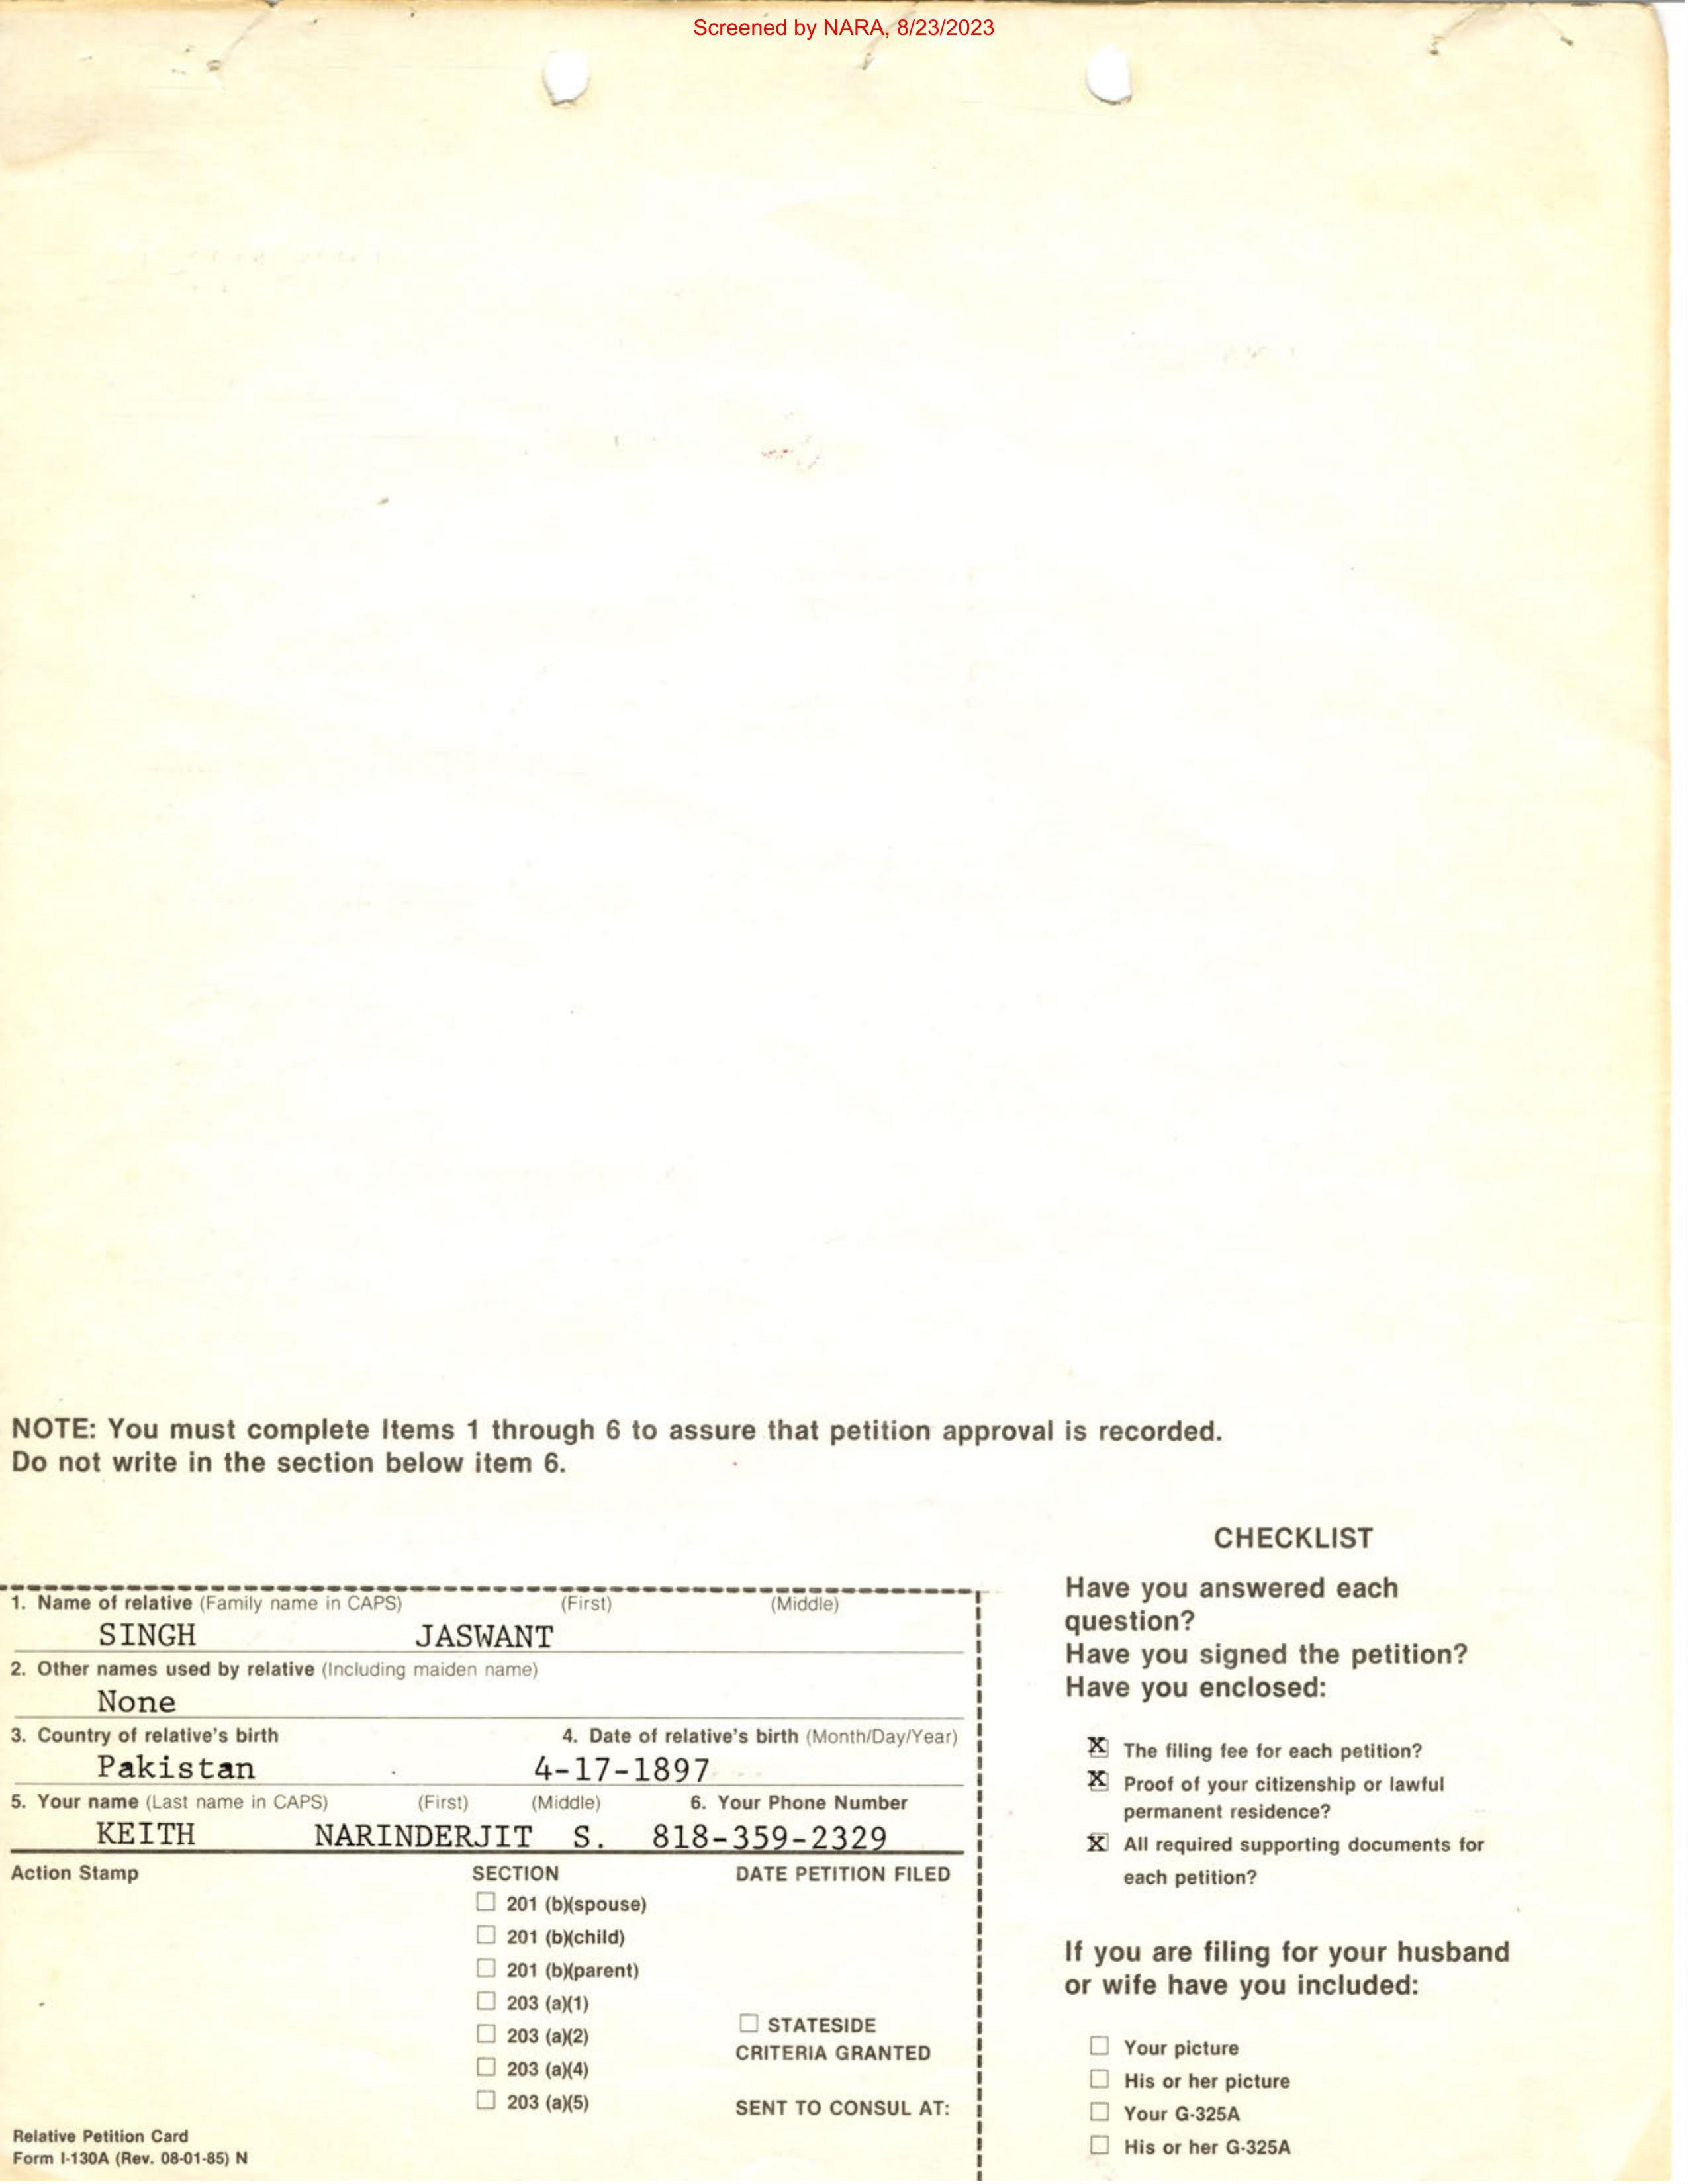 Screened by NARA, 8/23/2023
NOTE: You must complete Items 1 through 6 to assure that petition approval is recorded.
Do not write in the section below item 6.
1. Name of relative (Family name in CAPS) (First) (Middle)
SINGH JASWANT
2. Other names used by relative (Including maiden name)
None
3. Country of relative's birth 4. Date of relative's birth (Month/Day/Year)
Pakistan 4-17-1897
5. Your name (Last name in CAPS) (First) (Middle) 6. Your Phone Number
KEITH NARINDERJIT S. 818-359-2329
Action Stamp SECTION DATE PETITION FILED
☐ 201 (b)(spouse)
☐ 201 (b)(child)
☐ 201 (b)(parent)
☐ 203 (a)(1)
☐ 203 (a)(2)
☐ 203 (a)(4)
☐ 203 (a)(5)
☐ STATESIDE
CRITERIA GRANTED
SENT TO CONSUL AT:
Relative Petition Card
Form I-130A (Rev. 08-01-85) N
CHECKLIST
Have you answered each
question?
Have you signed the petition?
Have you enclosed:
☒ The filing fee for each petition?
☒ Proof of your citizenship or lawful
permanent residence?
☒ All required supporting documents for
each petition?
If you are filing for your husband
or wife have you included:
☐ Your picture
☐ His or her picture
☐ Your G-325A
☐ His or her G-325A